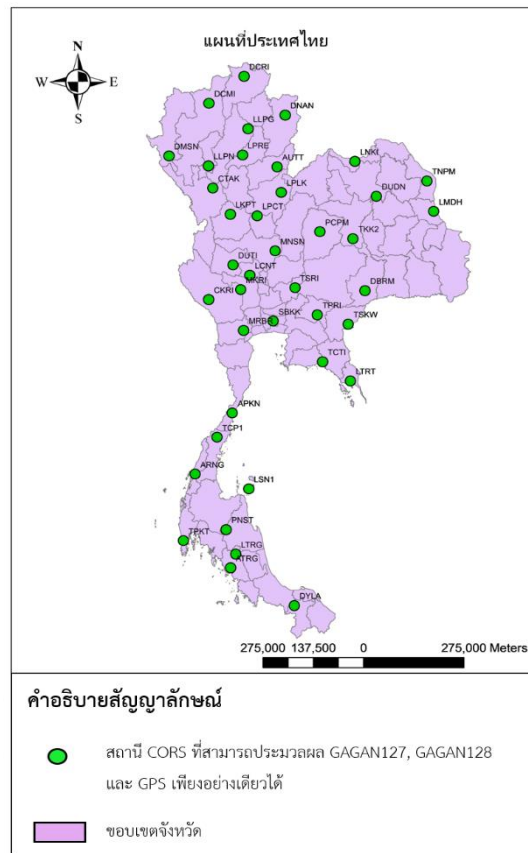 แผนที่ประเทศไทย
N
W E
S
DCRI
DCMI
DNAN
LLPG
DMSN
LPRE
LLPN
AUTT
LNKI
CTAK
LPLK
TNPM
DUDN
LKPT
LPCT
LMDH
PCPM
TKK2
MNSN
DUTI
LCNT
MKRI
TSRI
DBRM
CKRI
TPRI
SBKK
TSKW
MRBR
TCTI
LTRT
APKN
TCP1
ARNG
LSN1
PNST
TPKT
LTRG
ATRG
DYLA
275,000 137,500 0 275,000 Meters
คำอธิบายสัญญาลักษณ์
สถานี CORS ที่สามารถประมวลผล GAGAN127, GAGAN128
และ GPS เพียงอย่างเดียวได้
ขอบเขตจังหวัด